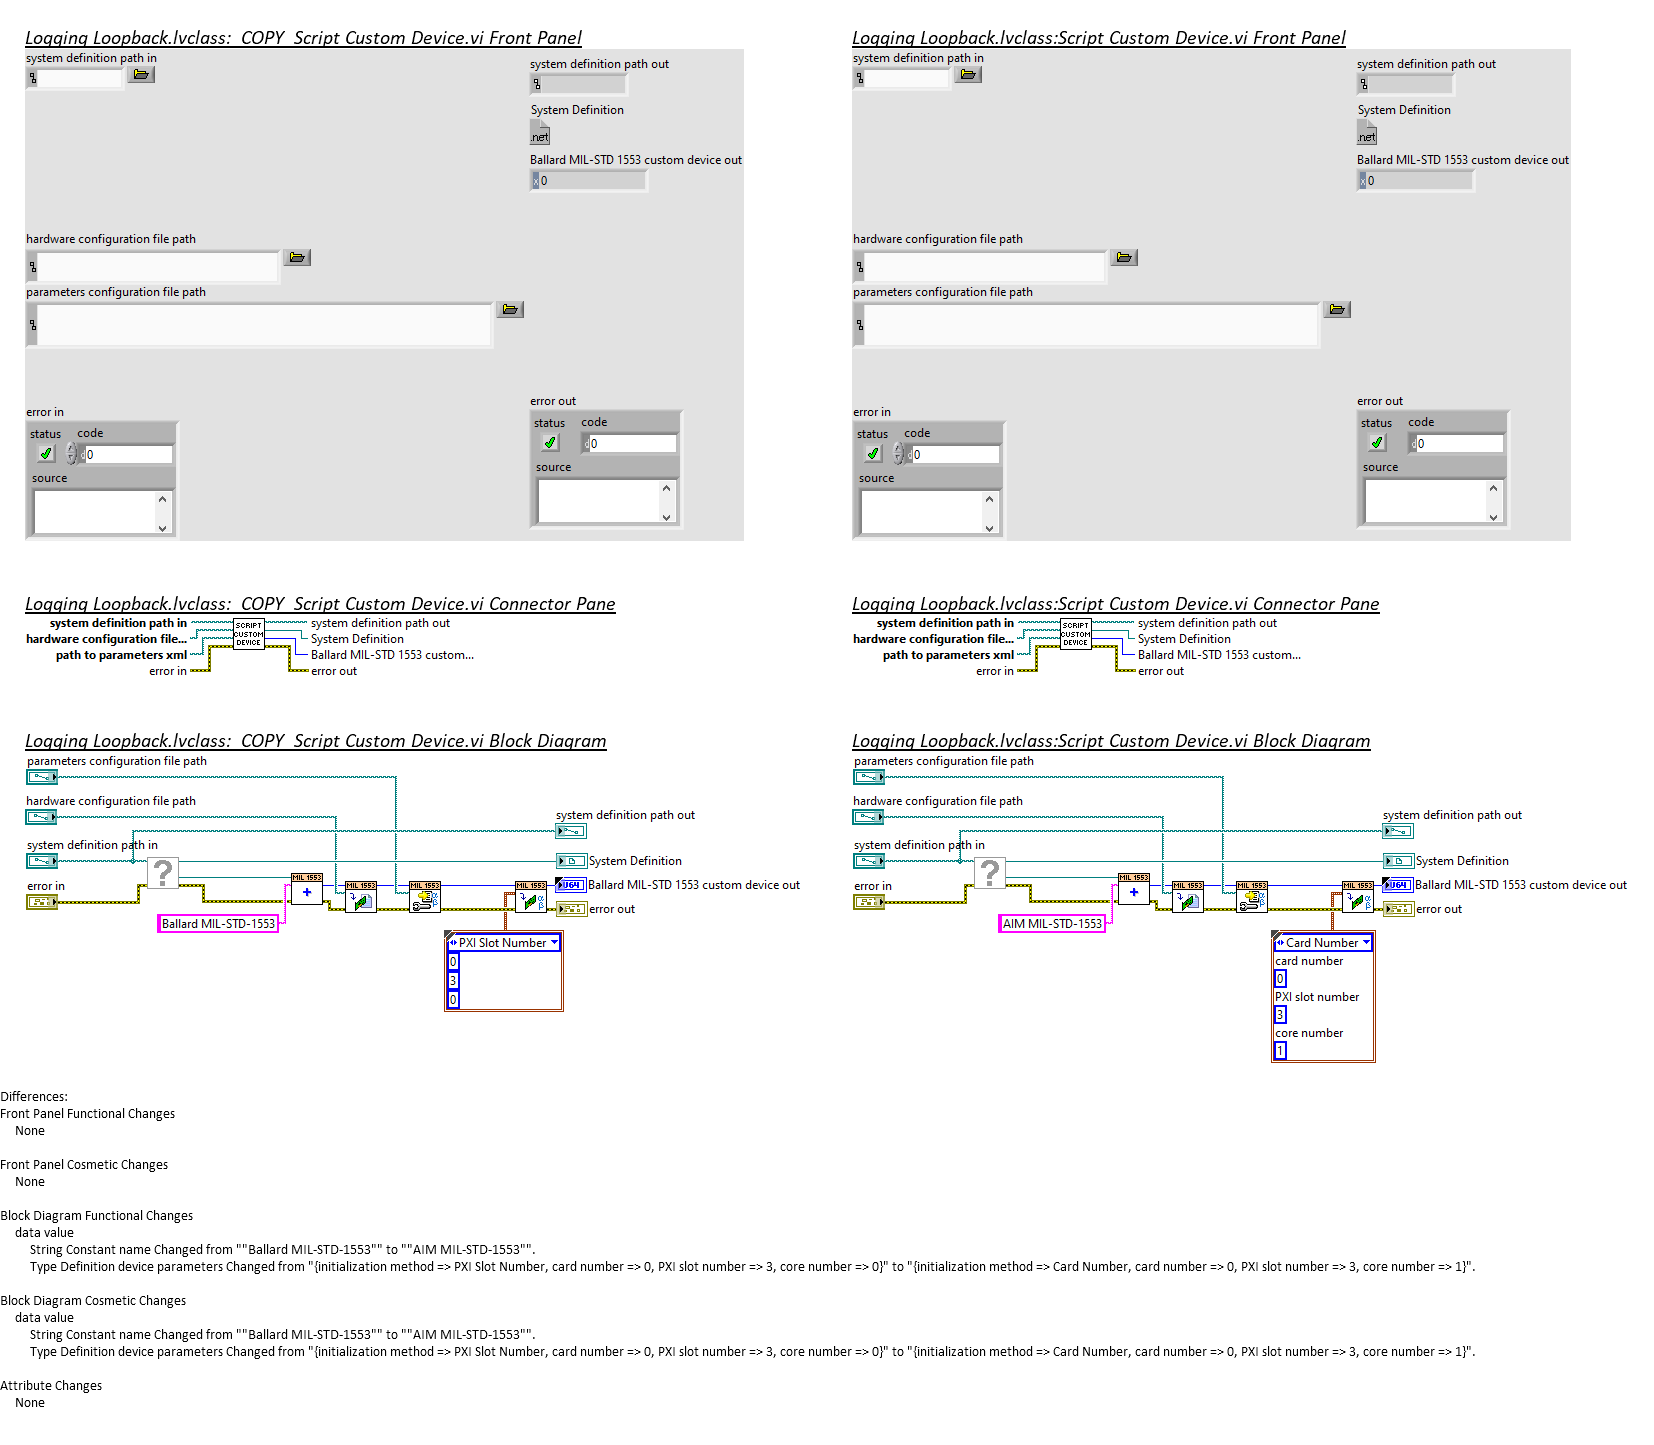 Logging Loopback.lvclass:_COPY_Script Custom Device.vi Front Panel
system definition path in
system definition path out
System Definition
.net
Ballard MIL-STD 1553 custom device out
x 0
hardware configuration file path
parameters configuration file path
error in
status code
0
source
error out
status code
d 0
source
Logging Loopback.lvclass:Script Custom Device.vi Front Panel
system definition path in
system definition path out
System Definition
.net
Ballard MIL-STD 1553 custom device out
x 0
hardware configuration file path
parameters configuration file path
error in
status code
0
source
error out
status code
d 0
source
Logging Loopback.lvclass:_COPY_Script Custom Device.vi Connector Pane
system definition path in
hardware configuration file...
path to parameters xml
error in
SCRIPT
CUSTOM
DEVICE
system definition path out
System Definition
Ballard MIL-STD 1553 custom...
error out
Logging Loopback.lvclass:Script Custom Device.vi Connector Pane
system definition path in
hardware configuration file...
path to parameters xml
error in
SCRIPT
CUSTOM
DEVICE
system definition path out
System Definition
Ballard MIL-STD 1553 custom...
error out
Logging Loopback.lvclass:_COPY_Script Custom Device.vi Block Diagram
parameters configuration file path
hardware configuration file path
system definition path out
system definition path in
?
System Definition
error in
MIL 1553
MIL 1553
MIL 1553
MIL 1553
U64
Ballard MIL-STD 1553 custom device out
error out
Ballard MIL-STD-1553
PXI Slot Number
0
3
0
Logging Loopback.lvclass:Script Custom Device.vi Block Diagram
parameters configuration file path
hardware configuration file path
system definition path out
system definition path in
?
System Definition
error in
MIL 1553
MIL 1553
MIL 1553
MIL 1553
U64
Ballard MIL-STD 1553 custom device out
error out
AIM MIL-STD-1553
Card Number
card number
0
PXI slot number
3
core number
1
Differences:
Front Panel Functional Changes
None
Front Panel Cosmetic Changes
None
Block Diagram Functional Changes
data value
String Constant name Changed from ""Ballard MIL-STD-1553"" to ""AIM MIL-STD-1553"".
Type Definition device parameters Changed from "{initialization method => PXI Slot Number, card number => 0, PXI slot number => 3, core number => 0}" to "{initialization method => Card Number, card number => 0, PXI slot number => 3, core number => 1}".
Block Diagram Cosmetic Changes
data value
String Constant name Changed from ""Ballard MIL-STD-1553"" to ""AIM MIL-STD-1553"".
Type Definition device parameters Changed from "{initialization method => PXI Slot Number, card number => 0, PXI slot number => 3, core number => 0}" to "{initialization method => Card Number, card number => 0, PXI slot number => 3, core number => 1}".
Attribute Changes
None